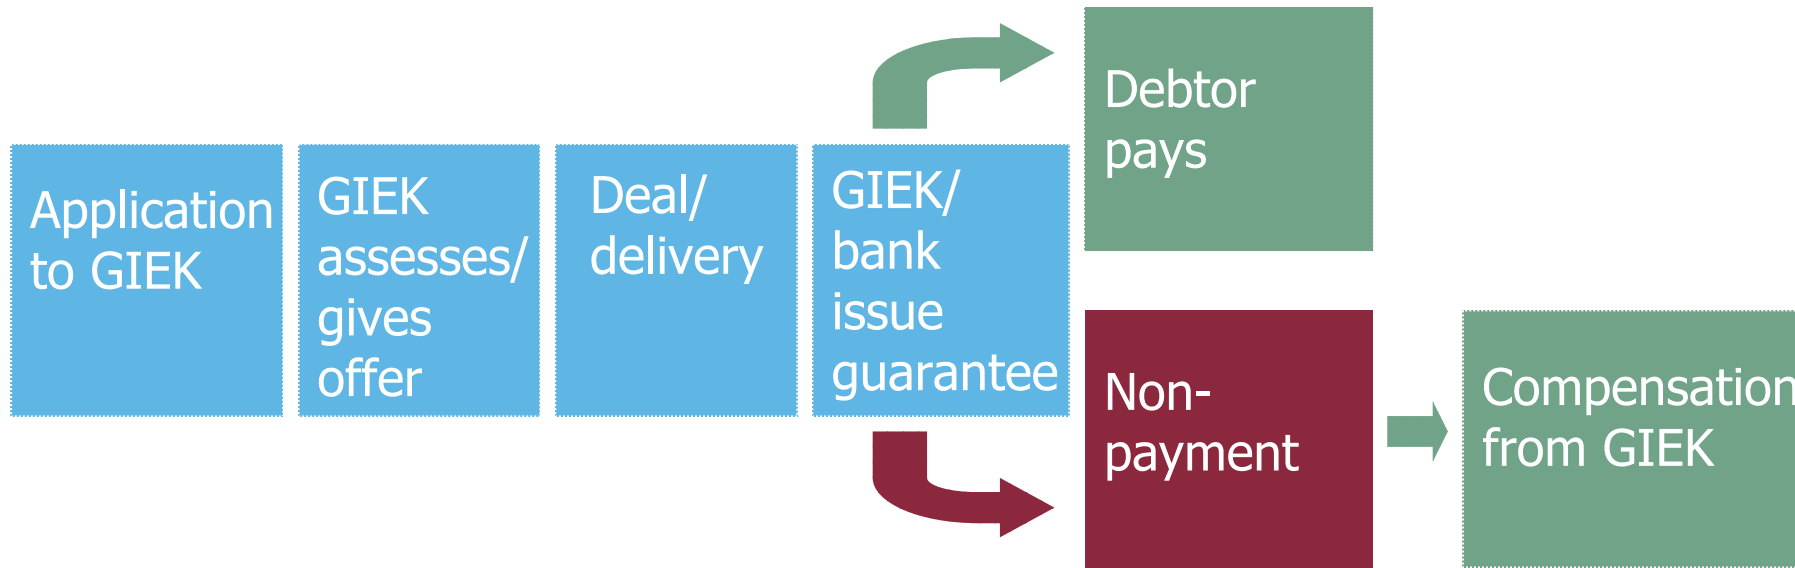 Application
to GIEK
GIEK
assesses/
gives
offer
Deal/
delivery
GIEK/
bank
issue
guarantee
Debtor
pays
Non-
payment
Compensation
from GIEK